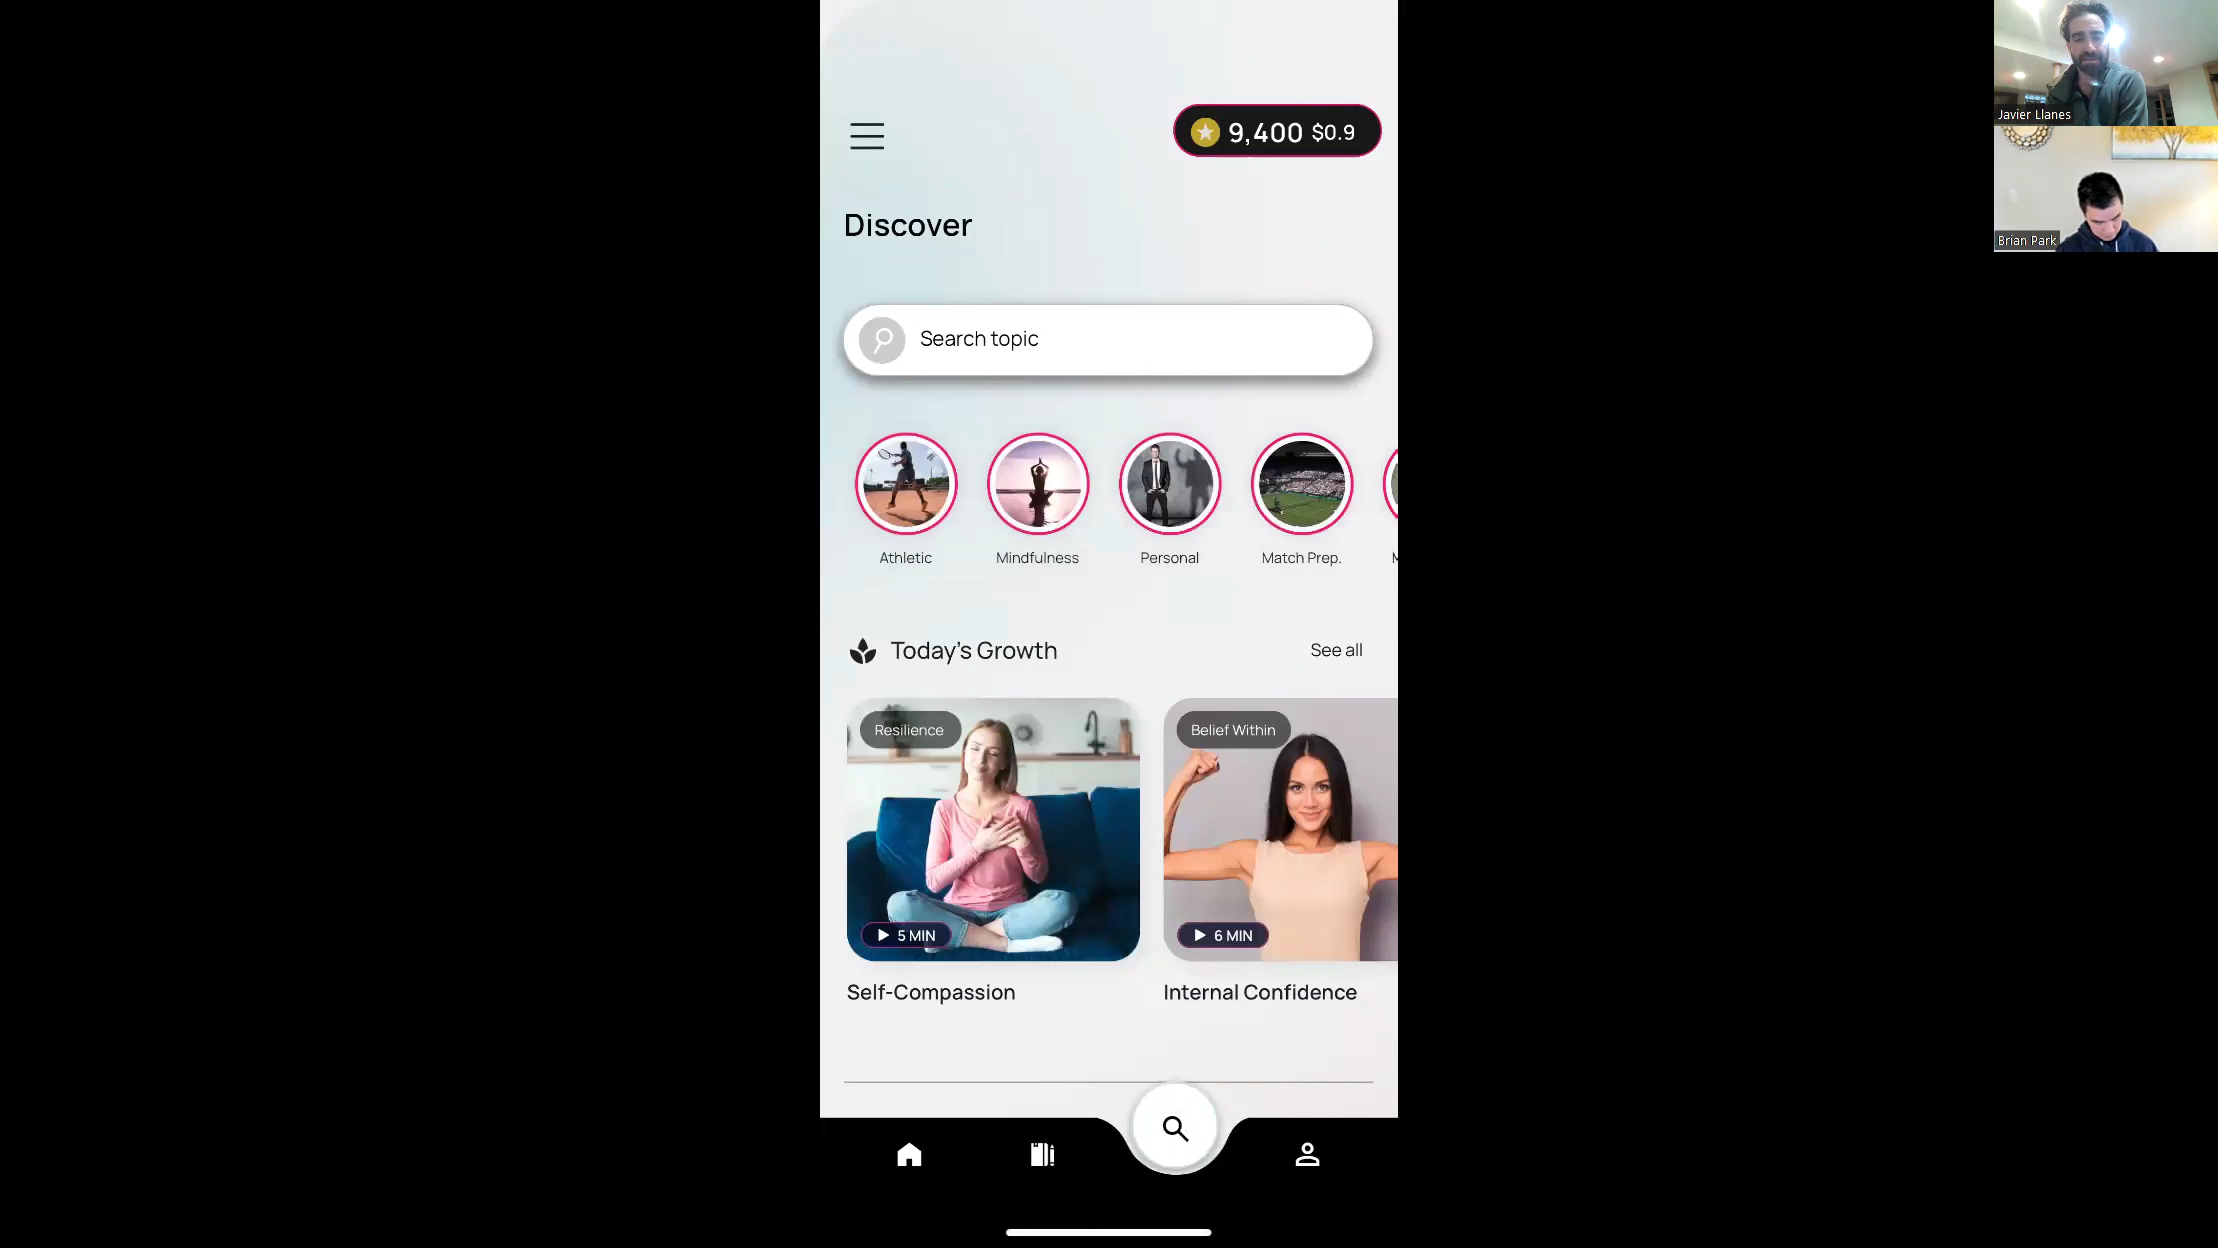 9,400 $0.9
Discover
Search topic
Athletic
Mindfulness
Personal
Match Prep.
Today's Growth
See all
Resilience
Belief Within
5 MIN
6 MIN
Self-Compassion
Internal Confidence
Javier Llanes
Brian Park